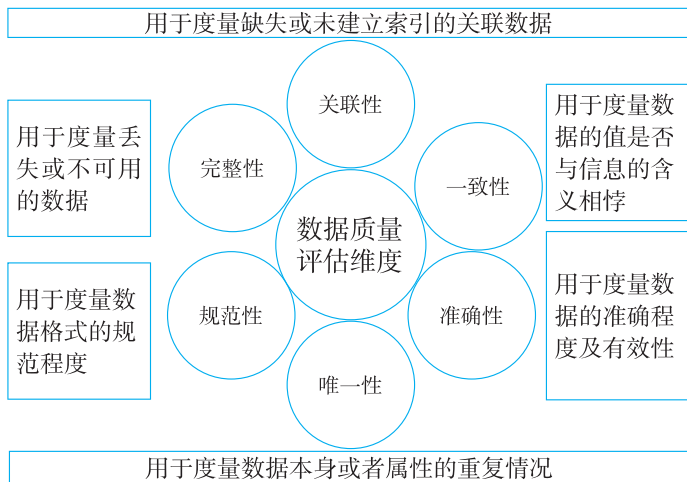 用于度量缺失或未建立索引的关联数据
关联性
用于度量丢
失或不可用
的数据
完整性
一致性
用于度量数
据的值是否
与信息的含
义相悖
数据质量
评估维度
用于度量数
据格式的规
范程度
规范性
准确性
用于度量数
据的准确程
度及有效性
唯一性
用于度量数据本身或者属性的重复情况